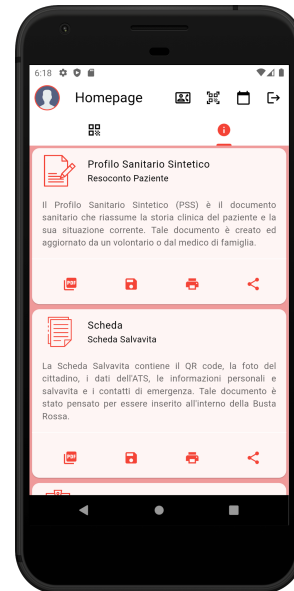 6:18
Homepage
Profilo Sanitario Sintetico
Resoconto Paziente
Il Profilo Sanitario Sintetico (PSS) è il documento
sanitario che riassume la storia clinica del paziente e la
sua situazione corrente. Tale documento è creato ed
aggiornato da un volontario o dal medico di famiglia.
PDF
Scheda
Scheda Salvavita
La Scheda Salvavita contiene il QR code, la foto del
cittadino, i dati dell'ATS, le informazioni personali e
salvavita e i contatti di emergenza. Tale documento è
stato pensato per essere inserito all'interno della Busta
Rossa.
PDF